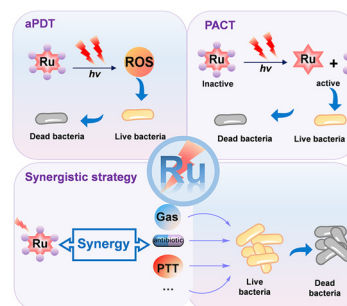 aPDT
Ru
hv
ROS
Dead bacteria
Live bacteria
PACT
Ru
Inactive
hv
Ru
+
active
Dead bacteria
Live bacteria
Ru
Synergistic strategy
Ru
Synergy
Gas
Antibiotic
PTT
...
Live
bacteria
Dead
bacteria